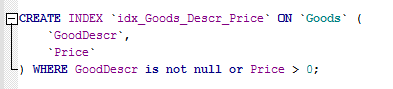 CREATE INDEX `idx_Goods_Descr_Price` ON `Goods` (
`GoodDescr`,
`Price`
) WHERE GoodDescr is not null or Price > 0;